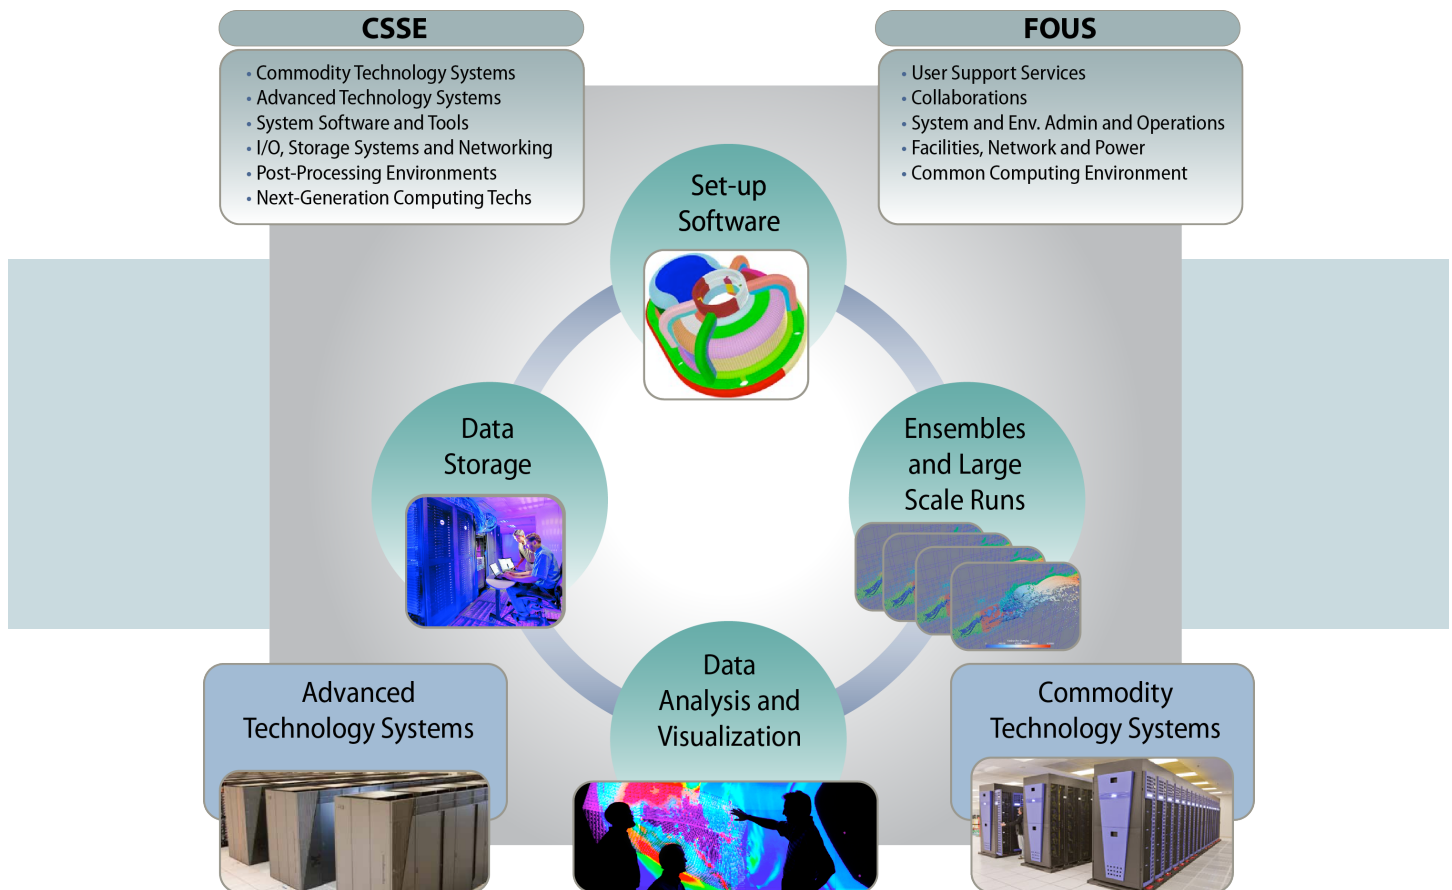 CSSE
• Commodity Technology Systems
• Advanced Technology Systems
• System Software and Tools
• I/O, Storage Systems and Networking
• Post-Processing Environments
• Next-Generation Computing Techs
FOUS
• User Support Services
• Collaborations
• System and Env. Admin and Operations
• Facilities, Network and Power
• Common Computing Environment
Set-up
Software
Data
Storage
Ensembles
and Large
Scale Runs
Data
Analysis and
Visualization
Advanced
Technology Systems
Commodity
Technology Systems